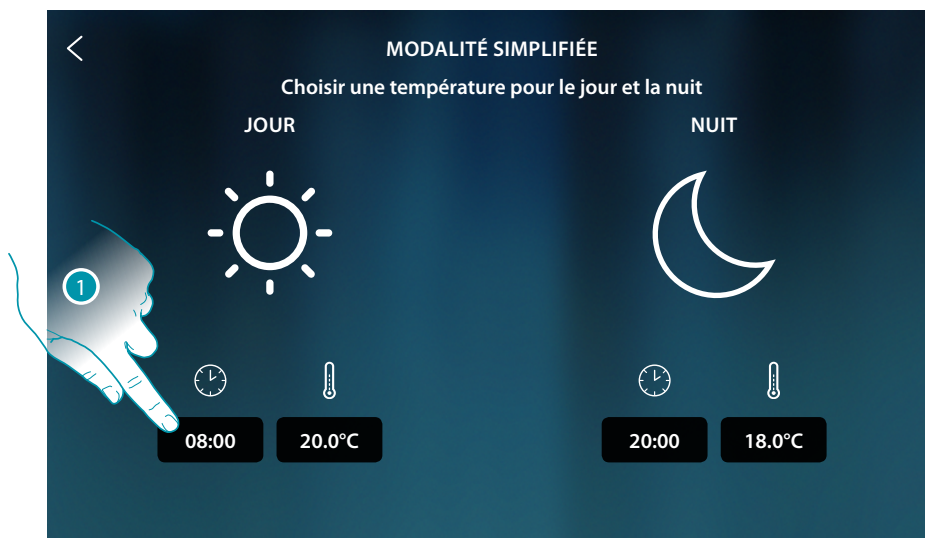 MODALITÉ SIMPLIFIÉE
Choisir une température pour le jour et la nuit
JOUR
NUIT
1
08:00
20.0°C
20:00
18.0°C